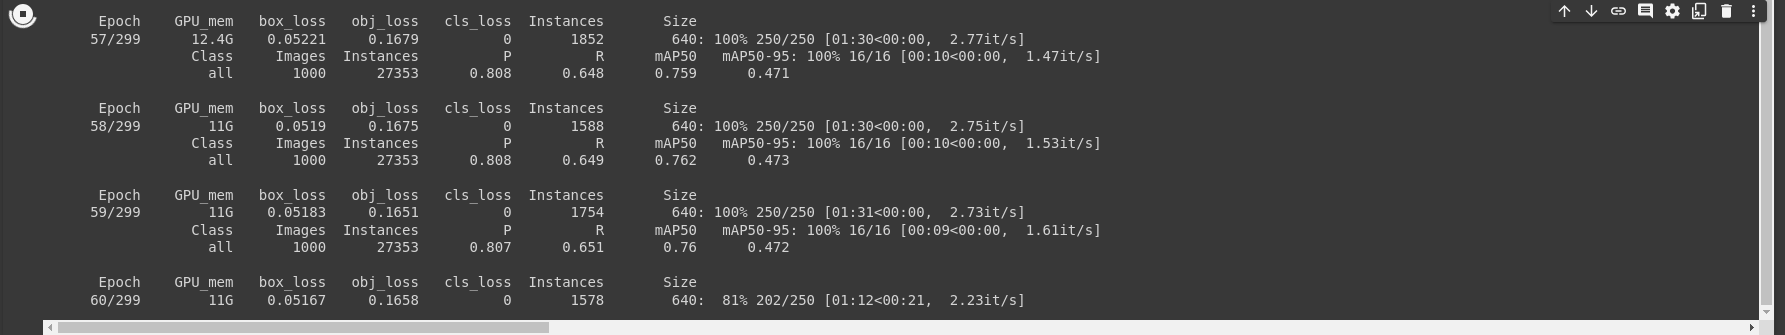 Epoch GPU_mem box_loss obj_loss cls_loss Instances Size
57/299 12.4G 0.05221 0.1679 0 1852 640: 100% 250/250 [01:30<00:00, 2.77it/s]
Class Images Instances P R mAP50 mAP50-95: 100% 16/16 [00:10<00:00, 1.47it/s]
all 1000 27353 0.808 0.648 0.759 0.471
Epoch GPU_mem box_loss obj_loss cls_loss Instances Size
58/299 11G 0.0519 0.1675 0 1588 640: 100% 250/250 [01:30<00:00, 2.75it/s]
Class Images Instances P R mAP50 mAP50-95: 100% 16/16 [00:10<00:00, 1.53it/s]
all 1000 27353 0.808 0.649 0.762 0.473
Epoch GPU_mem box_loss obj_loss cls_loss Instances Size
59/299 11G 0.05183 0.1651 0 1754 640: 100% 250/250 [01:31<00:00, 2.73it/s]
Class Images Instances P R mAP50 mAP50-95: 100% 16/16 [00:09<00:00, 1.61it/s]
all 1000 27353 0.807 0.651 0.76 0.472
Epoch GPU_mem box_loss obj_loss cls_loss Instances Size
60/299 11G 0.05167 0.1658 0 1578 640: 81% 202/250 [01:12<00:21, 2.23it/s]